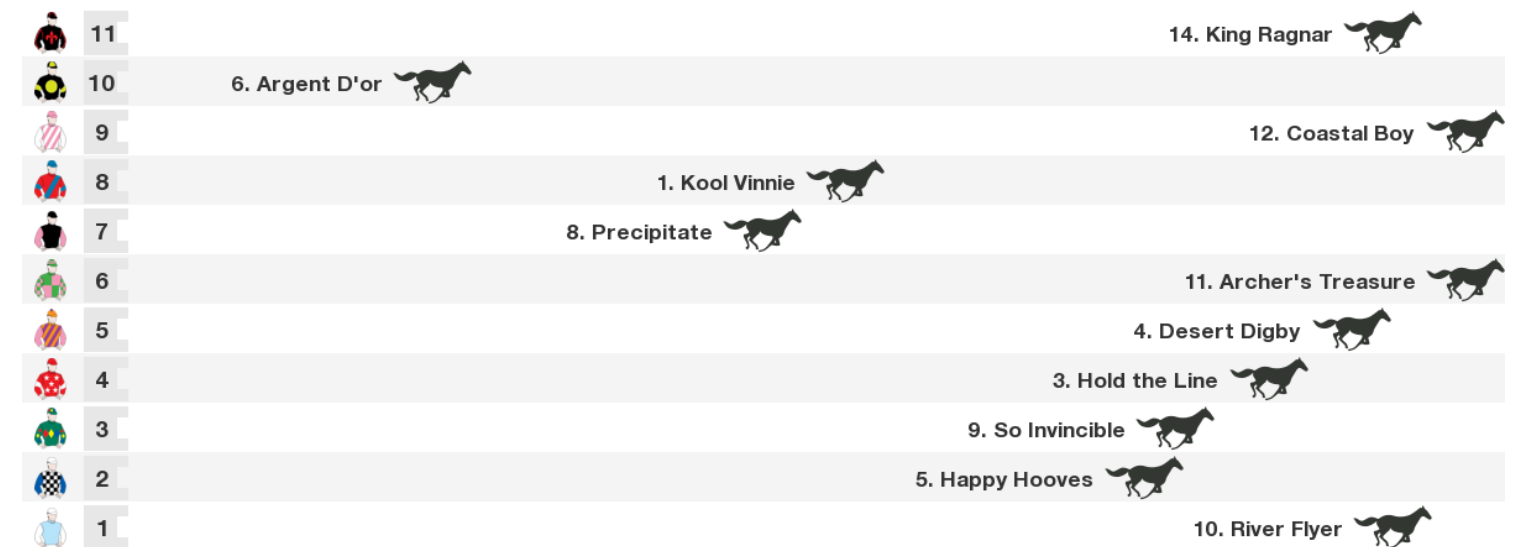 11 14. King Ragnar
10 6. Argent D'or
9 12. Coastal Boy
8 1. Kool Vinnie
7 8. Precipitate
6 11. Archer's Treasure
5 4. Desert Digby
4 3. Hold the Line
3 9. So Invincible
2 5. Happy Hooves
1 10. River Flyer